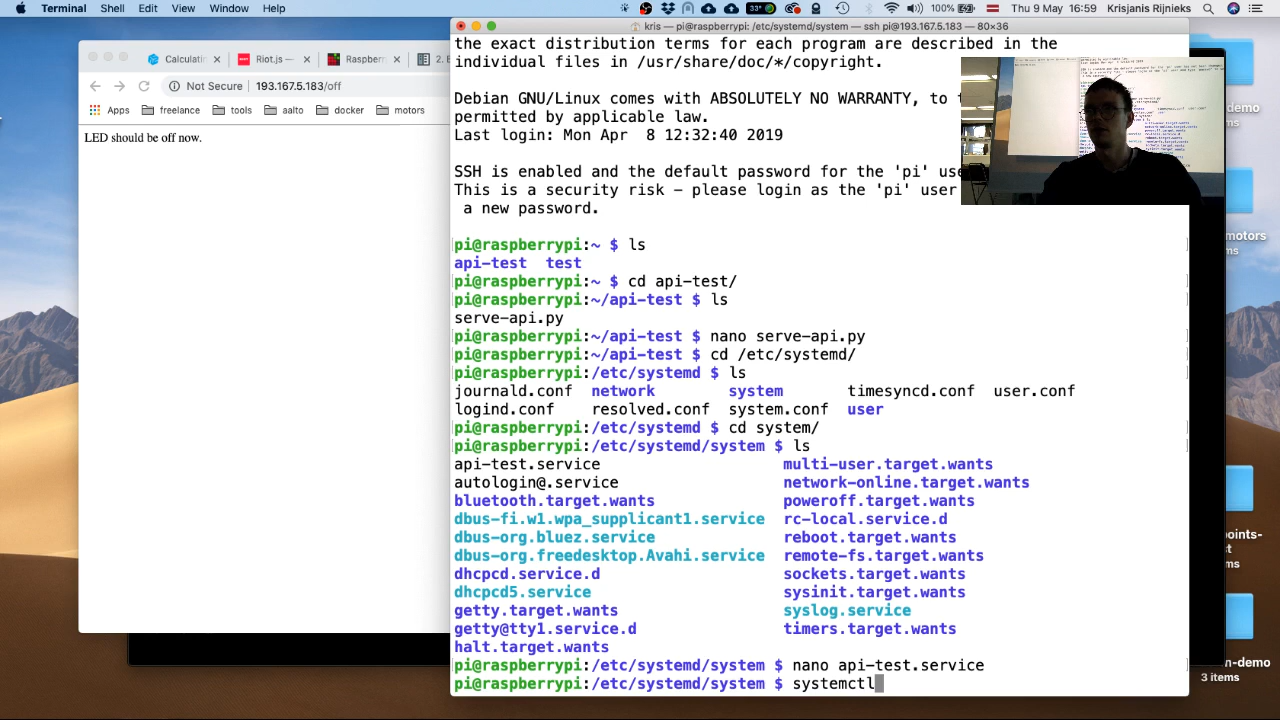 Terminal Shell Edit View Window Help
33° 100% Thu 9 May 16:59 Krisjanis Rijnieks
kris — pi@raspberrypi: /etc/systemd/system — ssh pi@193.167.5.183 — 80×36
Calculatin × Riot.js — × Raspberr × 2.
Not Secure | 193.167.5.183/off
Apps freelance tools aalto docker motors
LED should be off now.
the exact distribution terms for each program are described in the
individual files in /usr/share/doc/*/copyright.
Debian GNU/Linux comes with ABSOLUTELY NO WARRANTY, to
permitted by applicable law.
Last login: Mon Apr 8 12:32:40 2019
SSH is enabled and the default password for the 'pi' use
This is a security risk – please login as the 'pi' user
a new password.
pi@raspberrypi:~ $ ls
api-test test
pi@raspberrypi:~ $ cd api-test/
pi@raspberrypi:~/api-test $ ls
serve-api.py
pi@raspberrypi:~/api-test $ nano serve-api.py
pi@raspberrypi:~/api-test $ cd /etc/systemd/
pi@raspberrypi:/etc/systemd $ ls
journald.conf network system timesyncd.conf user.conf
logind.conf resolved.conf system.conf user
pi@raspberrypi:/etc/systemd $ cd system/
pi@raspberrypi:/etc/systemd/system $ ls
api-test.service multi-user.target.wants
autologin@.service network-online.target.wants
bluetooth.target.wants poweroff.target.wants
dbus-fi.w1.wpa_supplicant1.service rc-local.service.d
dbus-org.bluez.service reboot.target.wants
dbus-org.freedesktop.Avahi.service remote-fs.target.wants
dhcpcd.service.d sockets.target.wants
dhcpcd5.service sysinit.target.wants
getty.target.wants syslog.service
getty@tty1.service.d timers.target.wants
halt.target.wants
pi@raspberrypi:/etc/systemd/system $ nano api-test.service
pi@raspberrypi:/etc/systemd/system $ systemctl
demo
motors
3 items